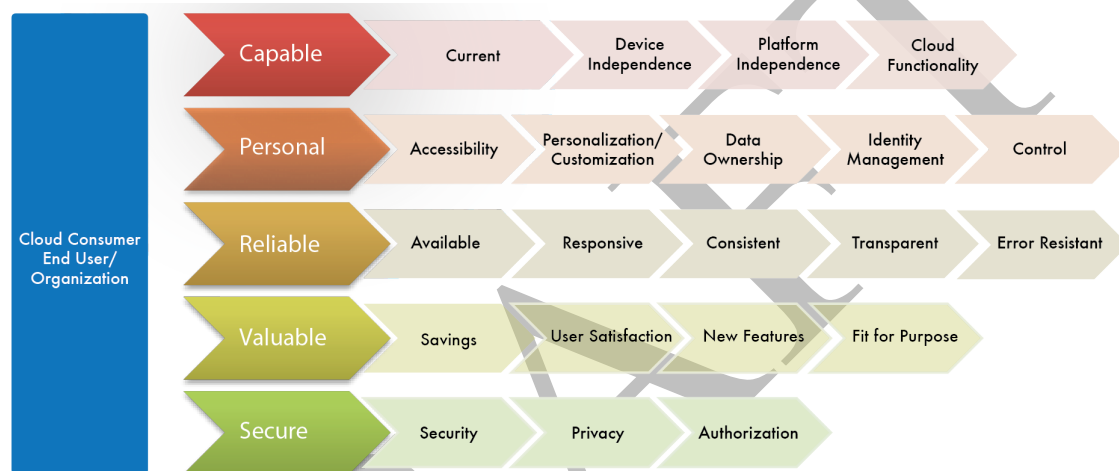 Cloud Consumer
End User/
Organization
Capable
Current
Device
Independence
Platform
Independence
Cloud
Functionality
Personal
Accessibility
Personalization/
Customization
Data
Ownership
Identity
Management
Control
Reliable
Available
Responsive
Consistent
Transparent
Error Resistant
Valuable
Savings
User Satisfaction
New Features
Fit for Purpose
Secure
Security
Privacy
Authorization